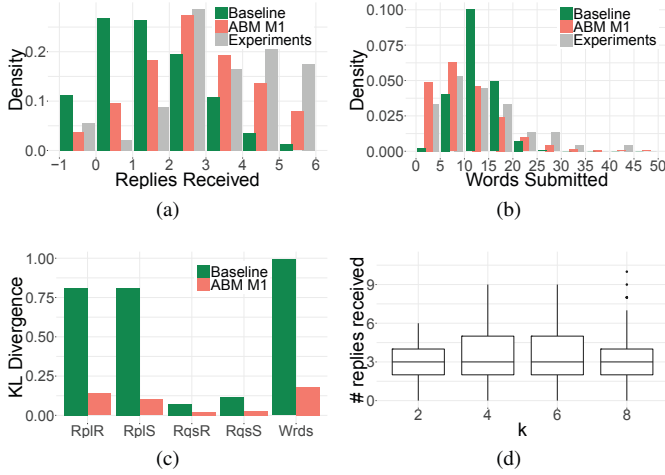 Baseline
ABM M1
Experiments
Density
0.2
0.1
0.0
−1 0 1 2 3 4 5 6
Replies Received
(a)
Baseline
ABM M1
Experiments
Density
0.100
0.075
0.050
0.025
0.000
0 5 10 15 20 25 30 35 40 45 50
Words Submitted
(b)
Baseline
ABM M1
KL Divergence
1.00
0.75
0.50
0.25
0.00
RplR RplS RqsR RqsS Wrds
(c)
# replies received
9
6
3
0
2 4 6 8
k
(d)